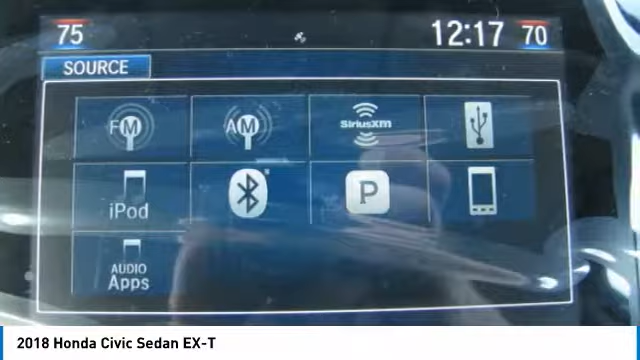 75 12:17 70
SOURCE
FM AM SiriusXM
iPod P
AUDIO
Apps
2018 Honda Civic Sedan EX-T